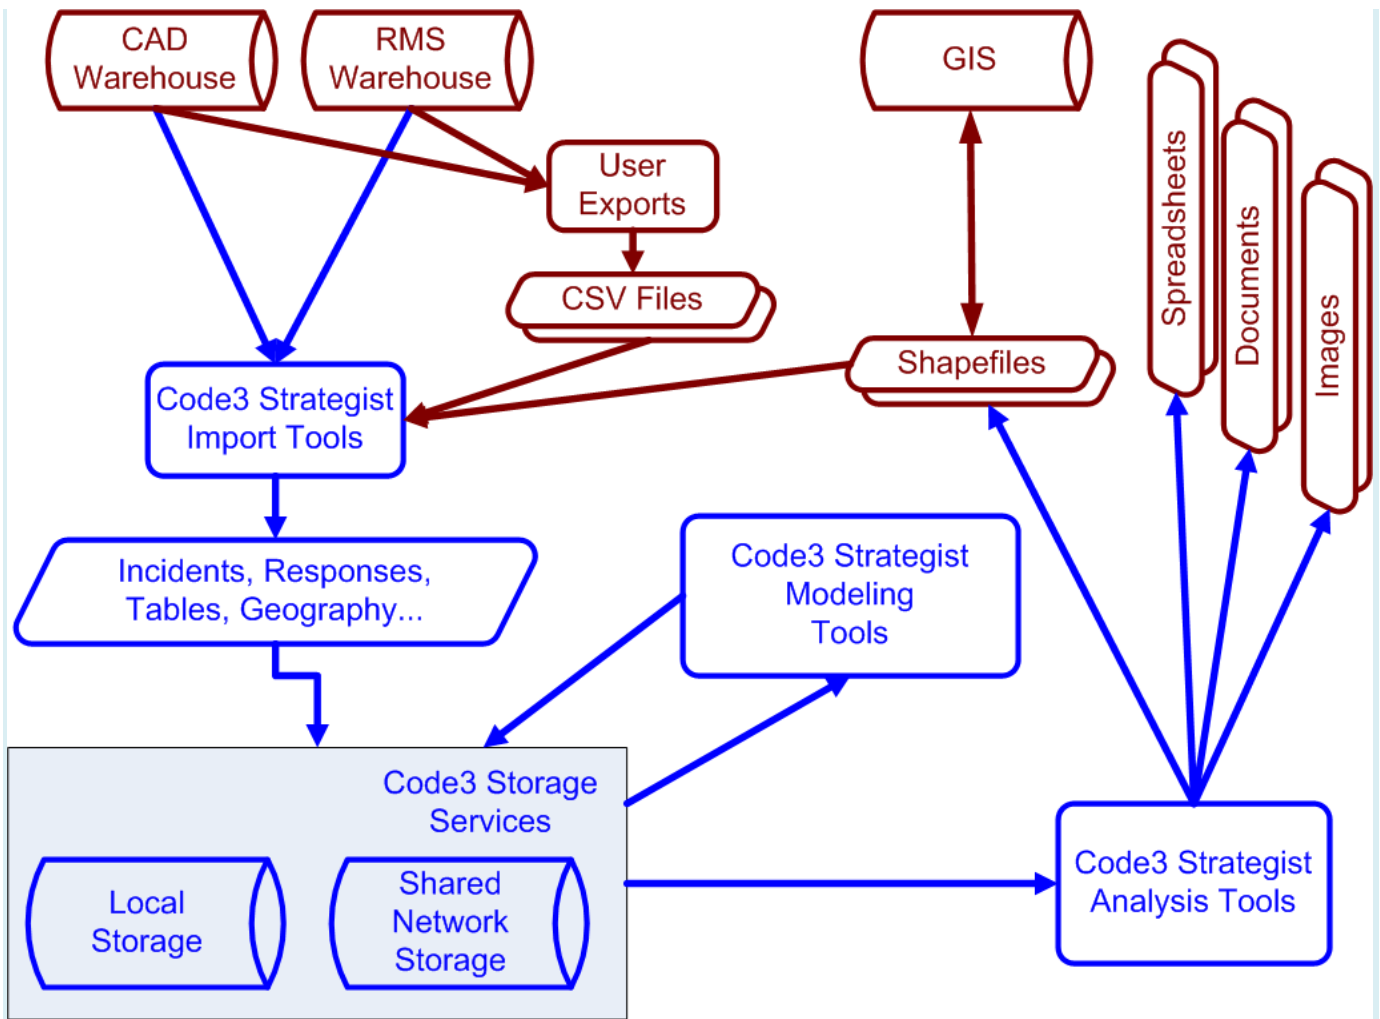 CAD
Warehouse
RMS
Warehouse
GIS
User
Exports
CSV Files
Shapefiles
Spreadsheets
Documents
Images
Code3 Strategist
Import Tools
Incidents, Responses,
Tables, Geography...
Code3 Strategist
Modeling
Tools
Code3 Storage
Services
Local
Storage
Shared
Network
Storage
Code3 Strategist
Analysis Tools